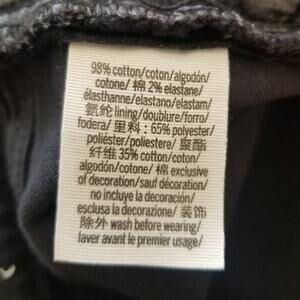 98% cotton/coton/algodón/
cotone/ 棉 2% elastane/
élasthanne/elastano/elastam/
氨纶 lining/doublure/forro/
fodera/ 里料 : 65% polyester/
poliéster/poliestere/ 聚酯
纤维 35% cotton/coton/
algodón/cotone/ 棉 exclusive
of decoration/sauf décoration/
no incluye la decoración/
esclusa la decorazione/ 装饰
除外 wash before wearing/
laver avant le premier usage/